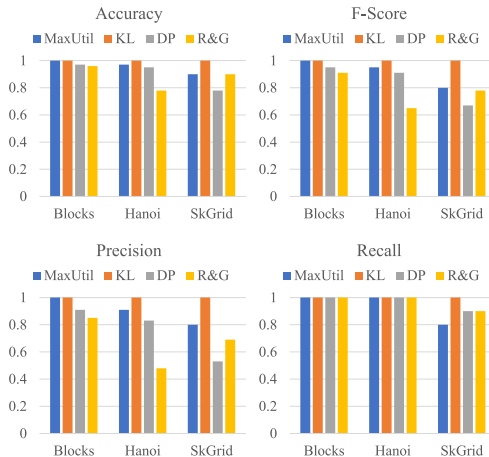 Accuracy
MaxUtil KL DP R&G
1
0.8
0.6
0.4
0.2
0
Blocks Hanoi SkGrid
F-Score
MaxUtil KL DP R&G
1
0.8
0.6
0.4
0.2
0
Blocks Hanoi SkGrid
Precision
MaxUtil KL DP R&G
1
0.8
0.6
0.4
0.2
0
Blocks Hanoi SkGrid
Recall
MaxUtil KL DP R&G
1
0.8
0.6
0.4
0.2
0
Blocks Hanoi SkGrid